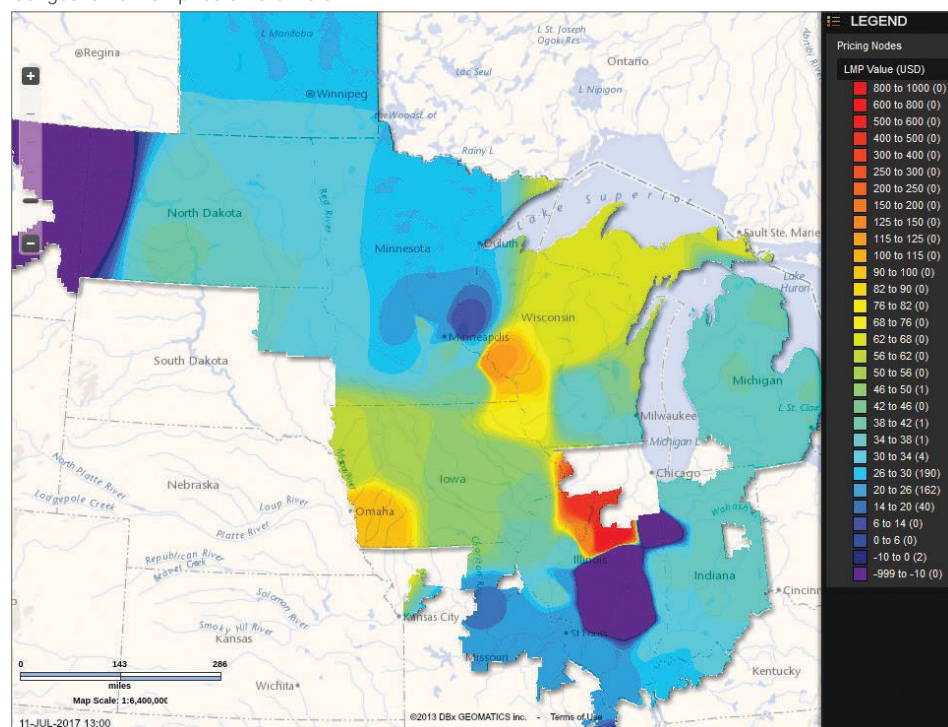 L Manitoba
L St. Joseph
Ogoki Res
Regina
Ontario
Lac Seul
L Nipigon
Winnipeg
the Woods
L. of
Rainy L
Red River
North Dakota
Lake Superior
Minnesota
Duluth
Sault Ste. Marie
Lake
Huron
Wisconsin
Minneapolis
South Dakota
Michigan
L St. Clair
Milwaukee
Michigan L
Chicago
North Platte River
Iowa
Nebraska
Lodgepole Creek
Loup River
Omaha
Wabash
Platte River
Illinois
Republican River
Beaver Creek
Chariton R
Indiana
Solomon River
Kansas City
Cincinn
Smoky Hill River
Kansas
St Louis
Missouri
Kentucky
Wichita
+
−
0 143 286
miles
Map Scale: 1:6,400,000
11-JUL-2017 13:00
©2013 DBx GEOMATICS inc. - Terms of Use
LEGEND
Pricing Nodes
LMP Value (USD)
800 to 1000 (0)
600 to 800 (0)
500 to 600 (0)
400 to 500 (0)
300 to 400 (0)
250 to 300 (0)
200 to 250 (0)
150 to 200 (0)
125 to 150 (0)
115 to 125 (0)
100 to 115 (0)
90 to 100 (0)
82 to 90 (0)
76 to 82 (0)
68 to 76 (0)
62 to 68 (0)
56 to 62 (0)
50 to 56 (0)
46 to 50 (1)
42 to 46 (0)
38 to 42 (1)
34 to 38 (1)
30 to 34 (4)
26 to 30 (190)
20 to 26 (162)
14 to 20 (40)
6 to 14 (0)
0 to 6 (0)
-10 to 0 (2)
-999 to -10 (0)